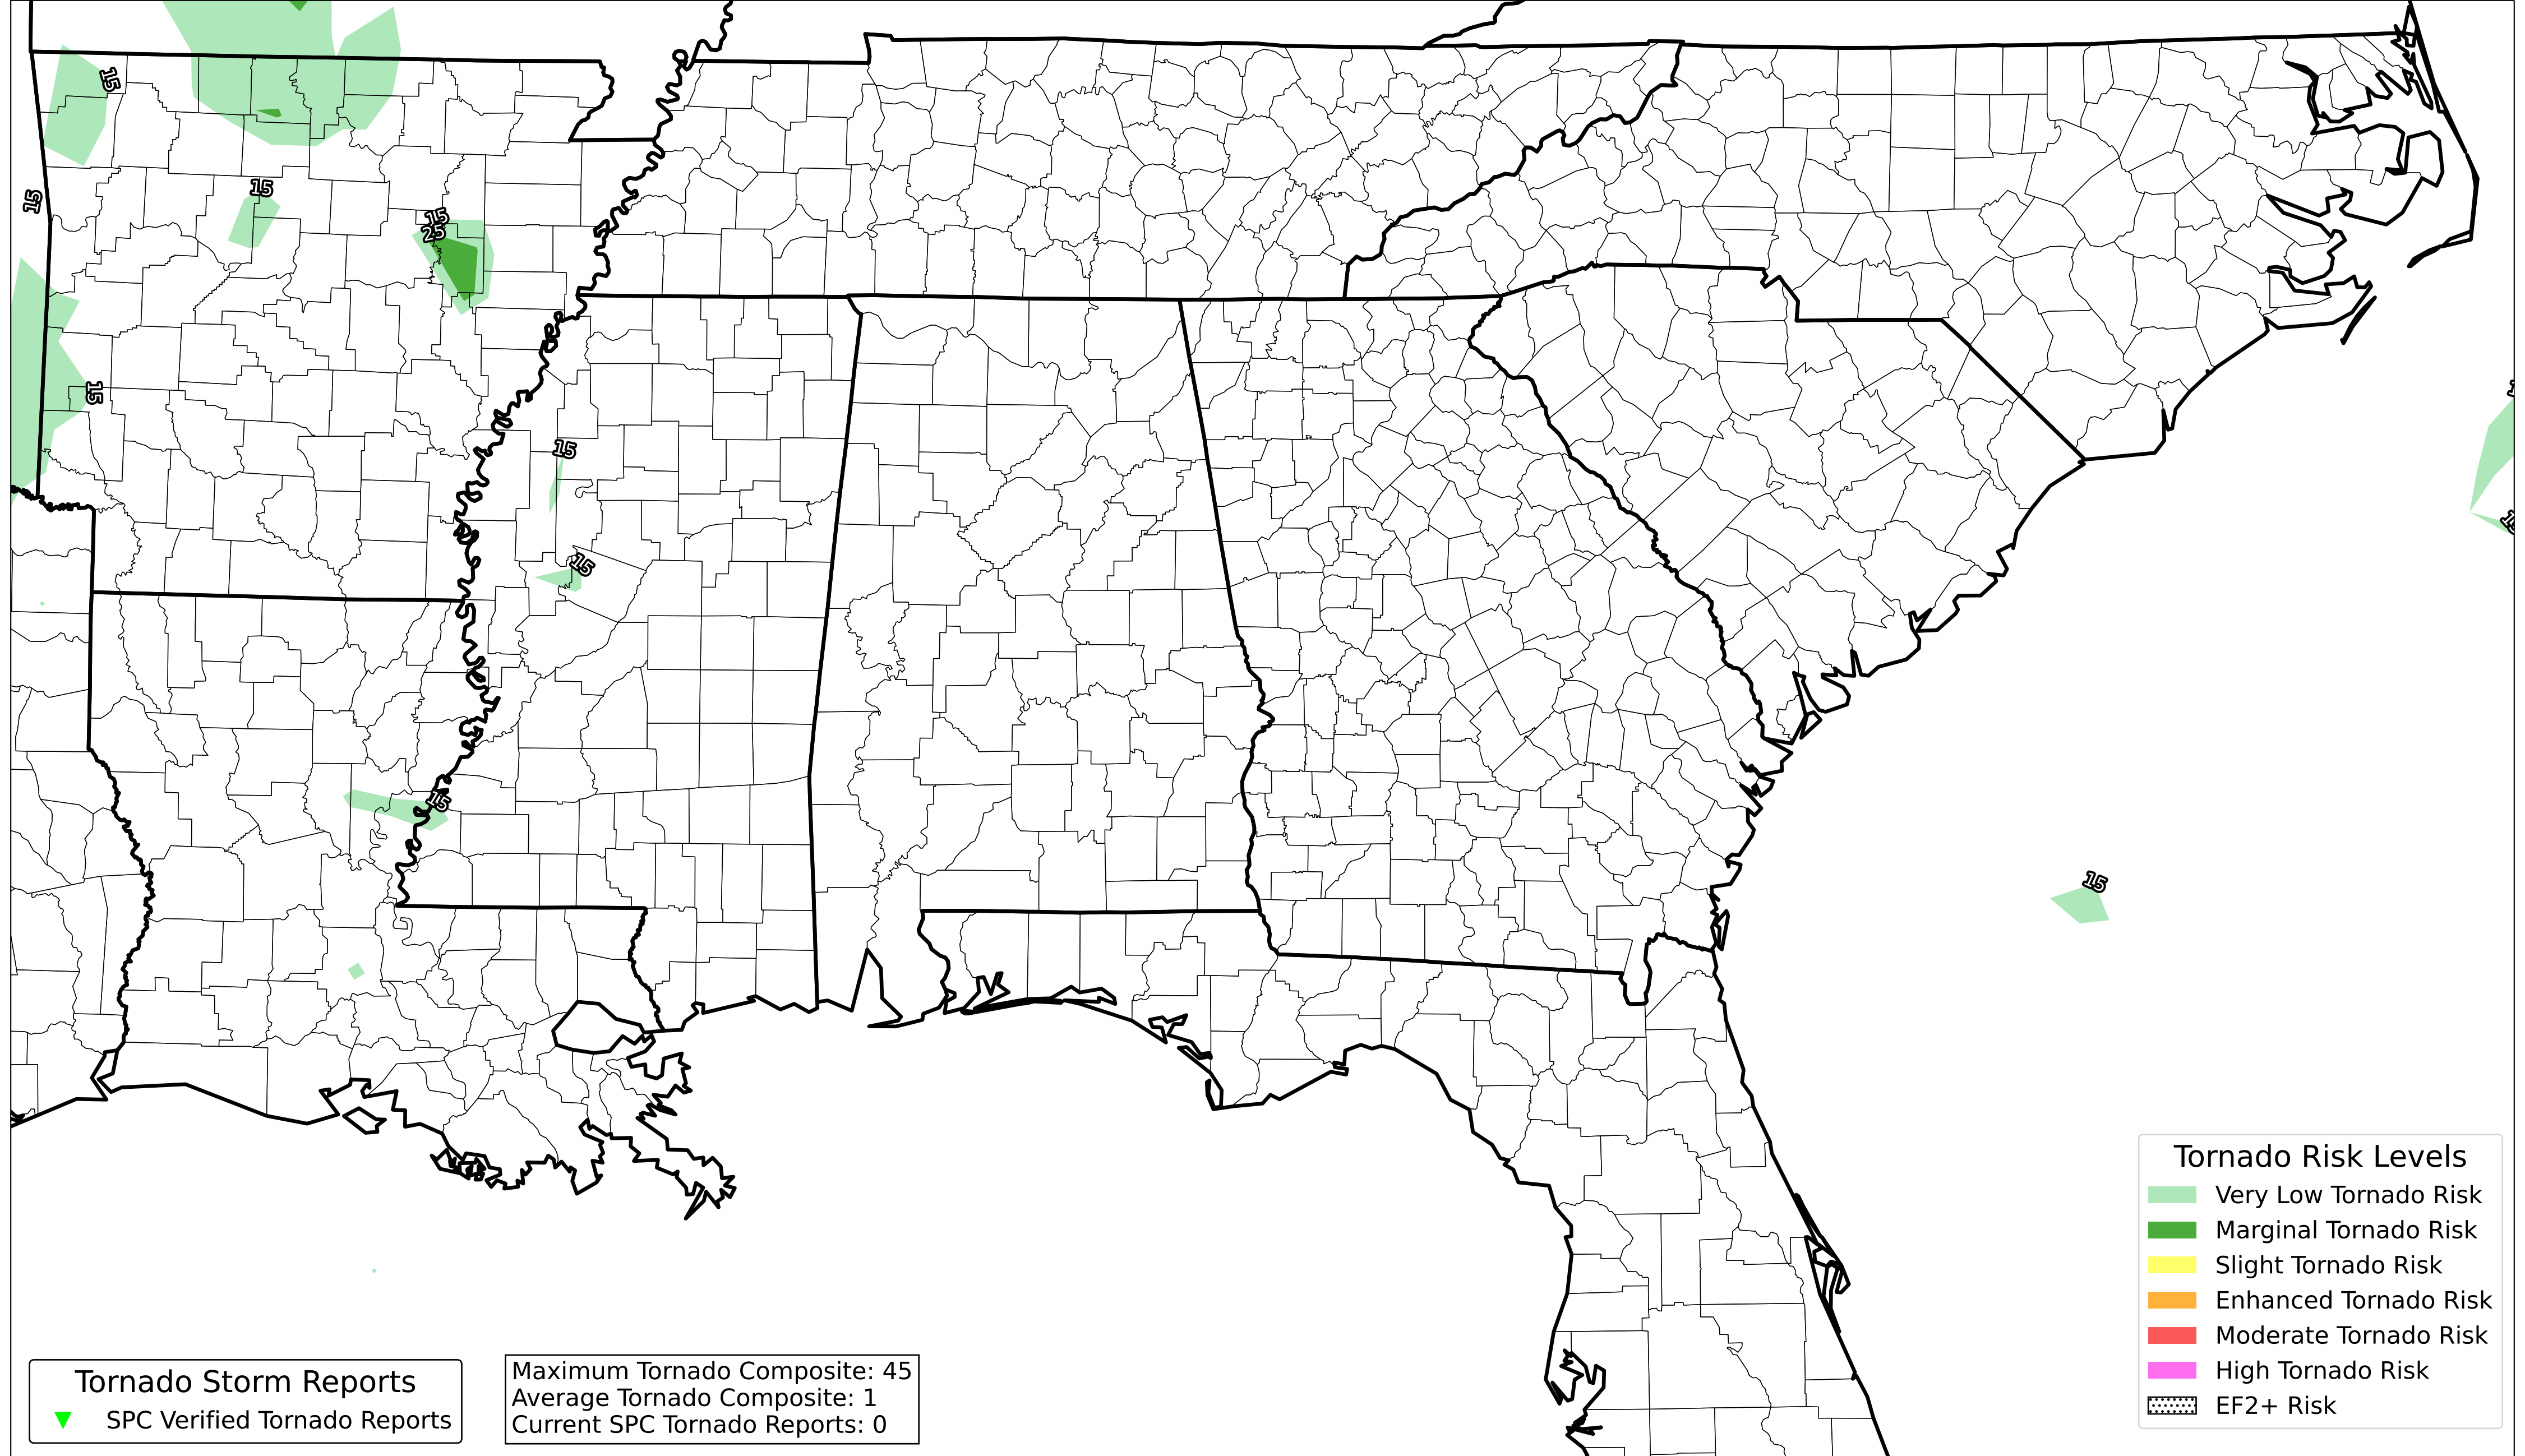 15
15
15
15
25
15
15
15
15
15
Tornado Risk Levels
Very Low Tornado Risk
Marginal Tornado Risk
Slight Tornado Risk
Enhanced Tornado Risk
Moderate Tornado Risk
High Tornado Risk
EF2+ Risk
Tornado Storm Reports
SPC Verified Tornado Reports
Maximum Tornado Composite: 45
Average Tornado Composite: 1
Current SPC Tornado Reports: 0